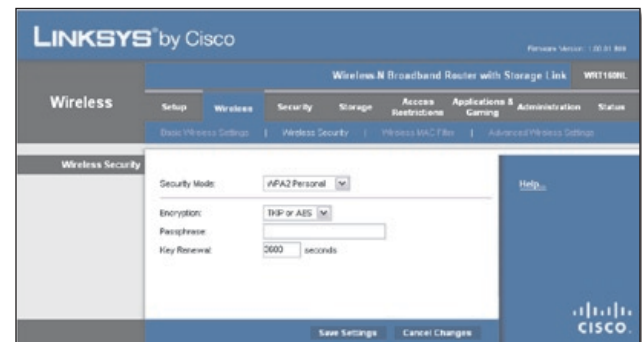 LINKSYS® by Cisco
Firmware Version: 1.00.01 B09
Wireless-N Broadband Router with Storage Link WRT160NL
Wireless
Setup Wireless Security Storage Access Restrictions Applications & Gaming Administration Status
Basic Wireless Settings | Wireless Security | Wireless MAC Filter | Advanced Wireless Settings
Wireless Security
Security Mode: WPA2 Personal
Help...
Encryption: TKIP or AES
Passphrase:
Key Renewal: 3600 seconds
Save Settings Cancel Changes
CISCO.